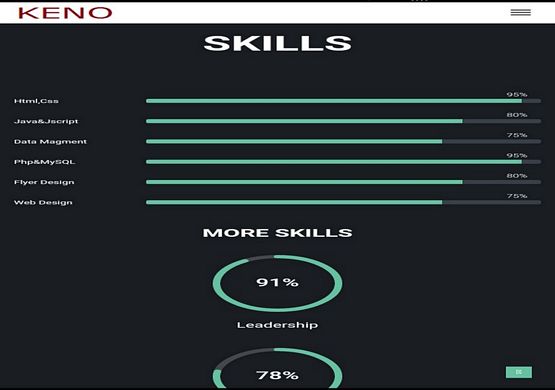 KENO
SKILLS
95%
Html,Css
80%
Java&Jscript
75%
Data Magment
95%
Php&MySQL
80%
Flyer Design
75%
Web Design
MORE SKILLS
91%
Leadership
78%